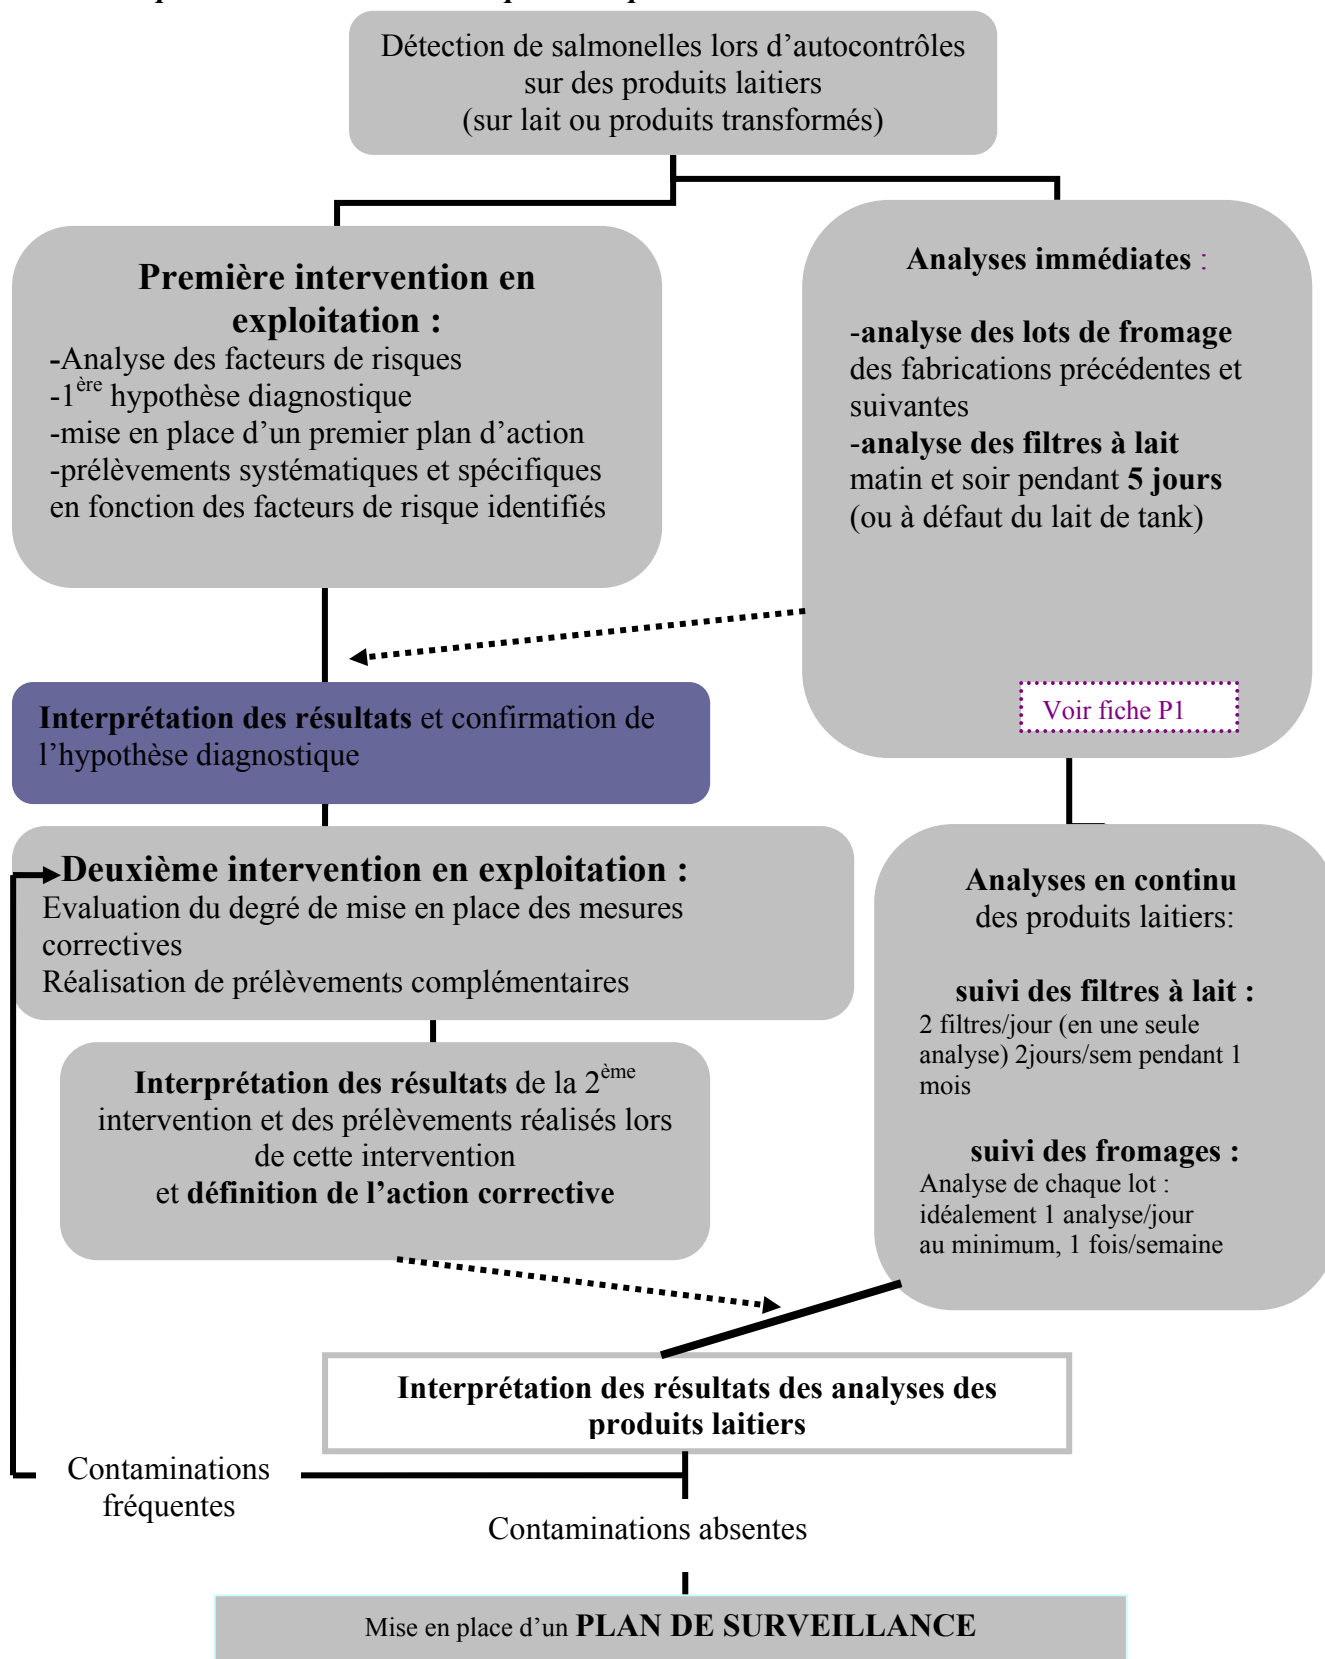 Détection de salmonelles lors d’autocontrôles
sur des produits laitiers
(sur lait ou produits transformés)
Première intervention en
exploitation :
-Analyse des facteurs de risques
-1ère hypothèse diagnostique
-mise en place d’un premier plan d’action
-prélèvements systématiques et spécifiques
en fonction des facteurs de risque identifiés
Analyses immédiates :
-analyse des lots de fromage
des fabrications précédentes et
suivantes
-analyse des filtres à lait
matin et soir pendant 5 jours
(ou à défaut du lait de tank)
Voir fiche P1
Interprétation des résultats et confirmation de
l’hypothèse diagnostique
Deuxième intervention en exploitation :
Evaluation du degré de mise en place des mesures
correctives
Réalisation de prélèvements complémentaires
Analyses en continu
des produits laitiers:
suivi des filtres à lait :
2 filtres/jour (en une seule
analyse) 2jours/sem pendant 1
mois
suivi des fromages :
Analyse de chaque lot :
idéalement 1 analyse/jour
au minimum, 1 fois/semaine
Interprétation des résultats de la 2ème
intervention et des prélèvements réalisés lors
de cette intervention
et définition de l’action corrective
Interprétation des résultats des analyses des
produits laitiers
Contaminations
fréquentes
Contaminations absentes
Mise en place d’un PLAN DE SURVEILLANCE